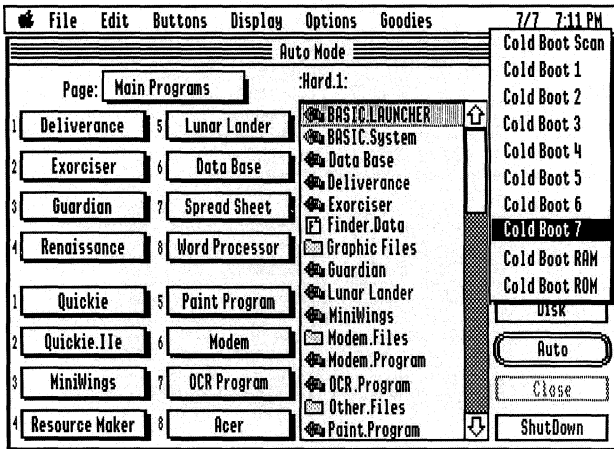 File Edit Buttons Display Options Goodies 7/7 7:11 PM
Auto Mode
Page: Main Programs
1 Deliverance 5 Lunar Lander
2 Exorciser 6 Data Base
3 Guardian 7 Spread Sheet
4 Renaissance 8 Word Processor
1 Quickie 5 Paint Program
2 Quickie.IIe 6 Modem
3 MiniWings 7 OCR Program
4 Resource Maker 8 Acer
:Hard.1:
BASIC.LAUNCHER
BASIC.System
Data Base
Deliverance
Exorciser
Finder.Data
Graphic Files
Guardian
Lunar Lander
MiniWings
Modem.Files
Modem.Program
OCR.Program
Other.Files
Paint.Program
Cold Boot Scan
Cold Boot 1
Cold Boot 2
Cold Boot 3
Cold Boot 4
Cold Boot 5
Cold Boot 6
Cold Boot 7
Cold Boot RAM
Cold Boot ROM
Disk
Auto
Close
ShutDown